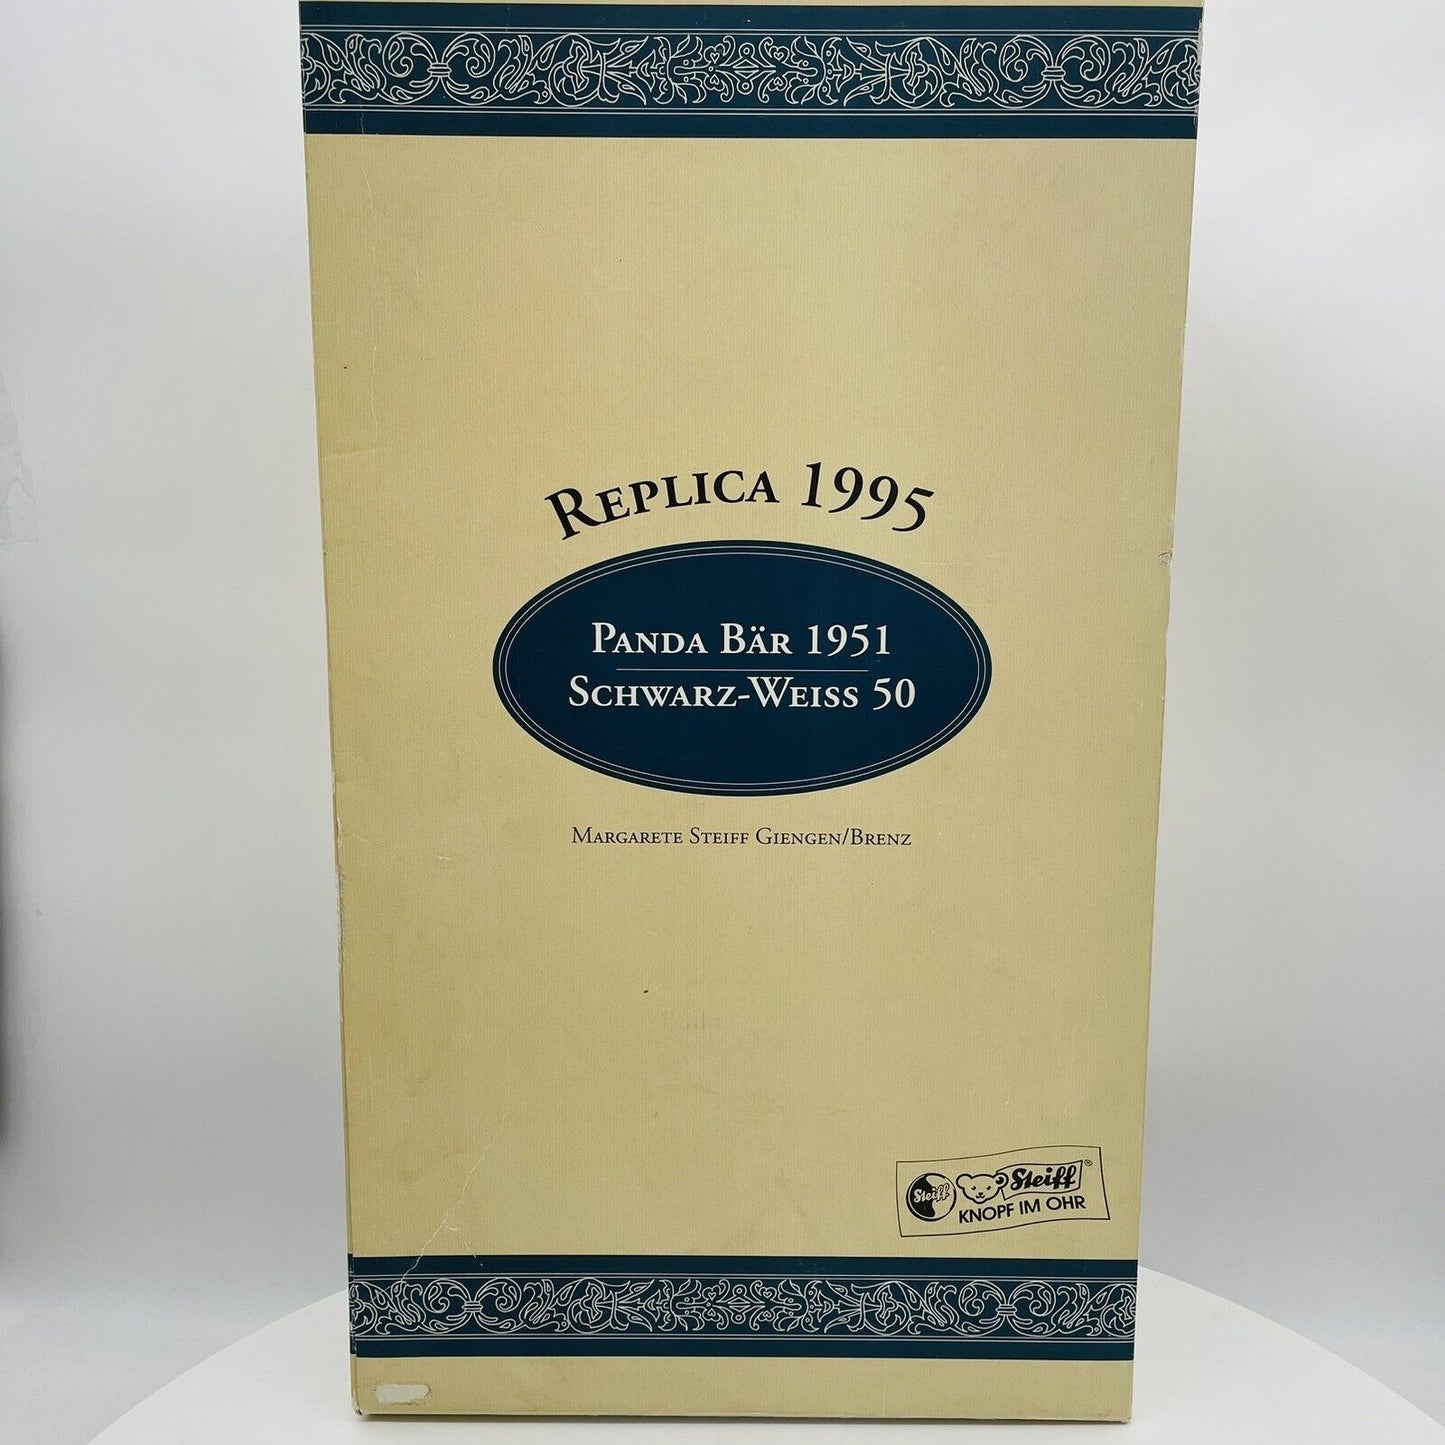 REPLICA 1995
PANDA BÄR 1951
SCHWARZ-WEISS 50
MARGARETE STEIFF GIENGEN/BRENZ
Steiff Steiff®
KNOPF IM OHR